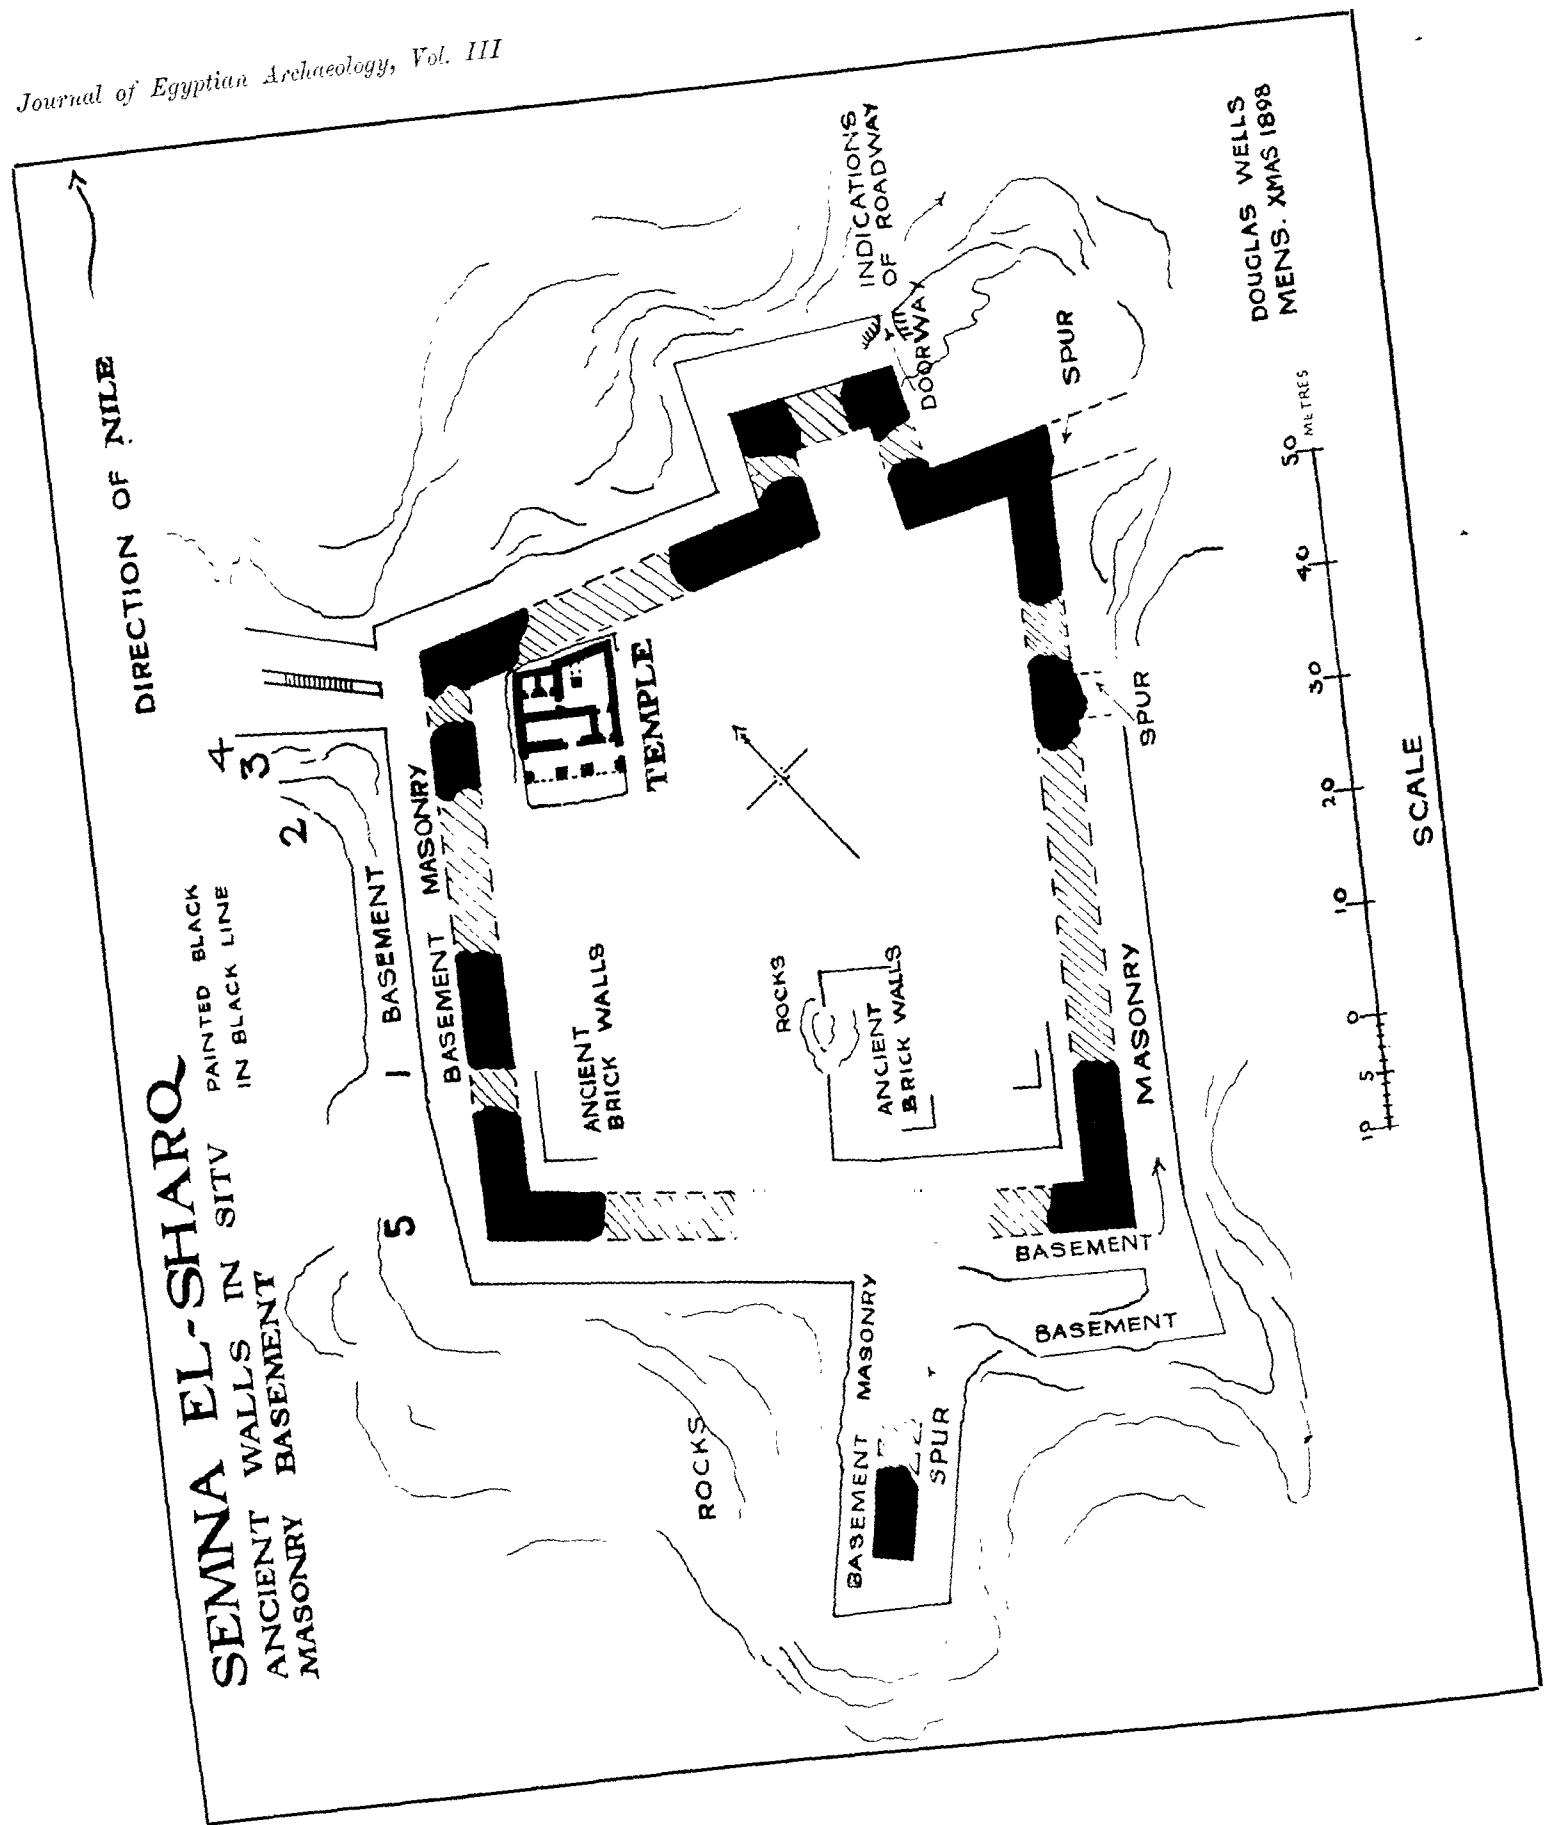 Journal of Egyptian Archaeology, Vol. III
SEMNA EL-SHARQ
ANCIENT WALLS IN SITV PAINTED BLACK
MASONRY BASEMENT IN BLACK LINE
DIRECTION OF NILE
4
3
2
1
5
BASEMENT
BASEMENT MASONRY
TEMPLE
ANCIENT
BRICK WALLS
ROCKS
ANCIENT
BRICK WALLS
INDICATIONS
OF ROADWAY
DOORWAY
SPUR
SPUR
MASONRY
BASEMENT
BASEMENT
BASEMENT MASONRY
SPUR
ROCKS
DOUGLAS WELLS
MENS. XMAS 1898
10 5 0 10 20 30 40 50 METRES
SCALE